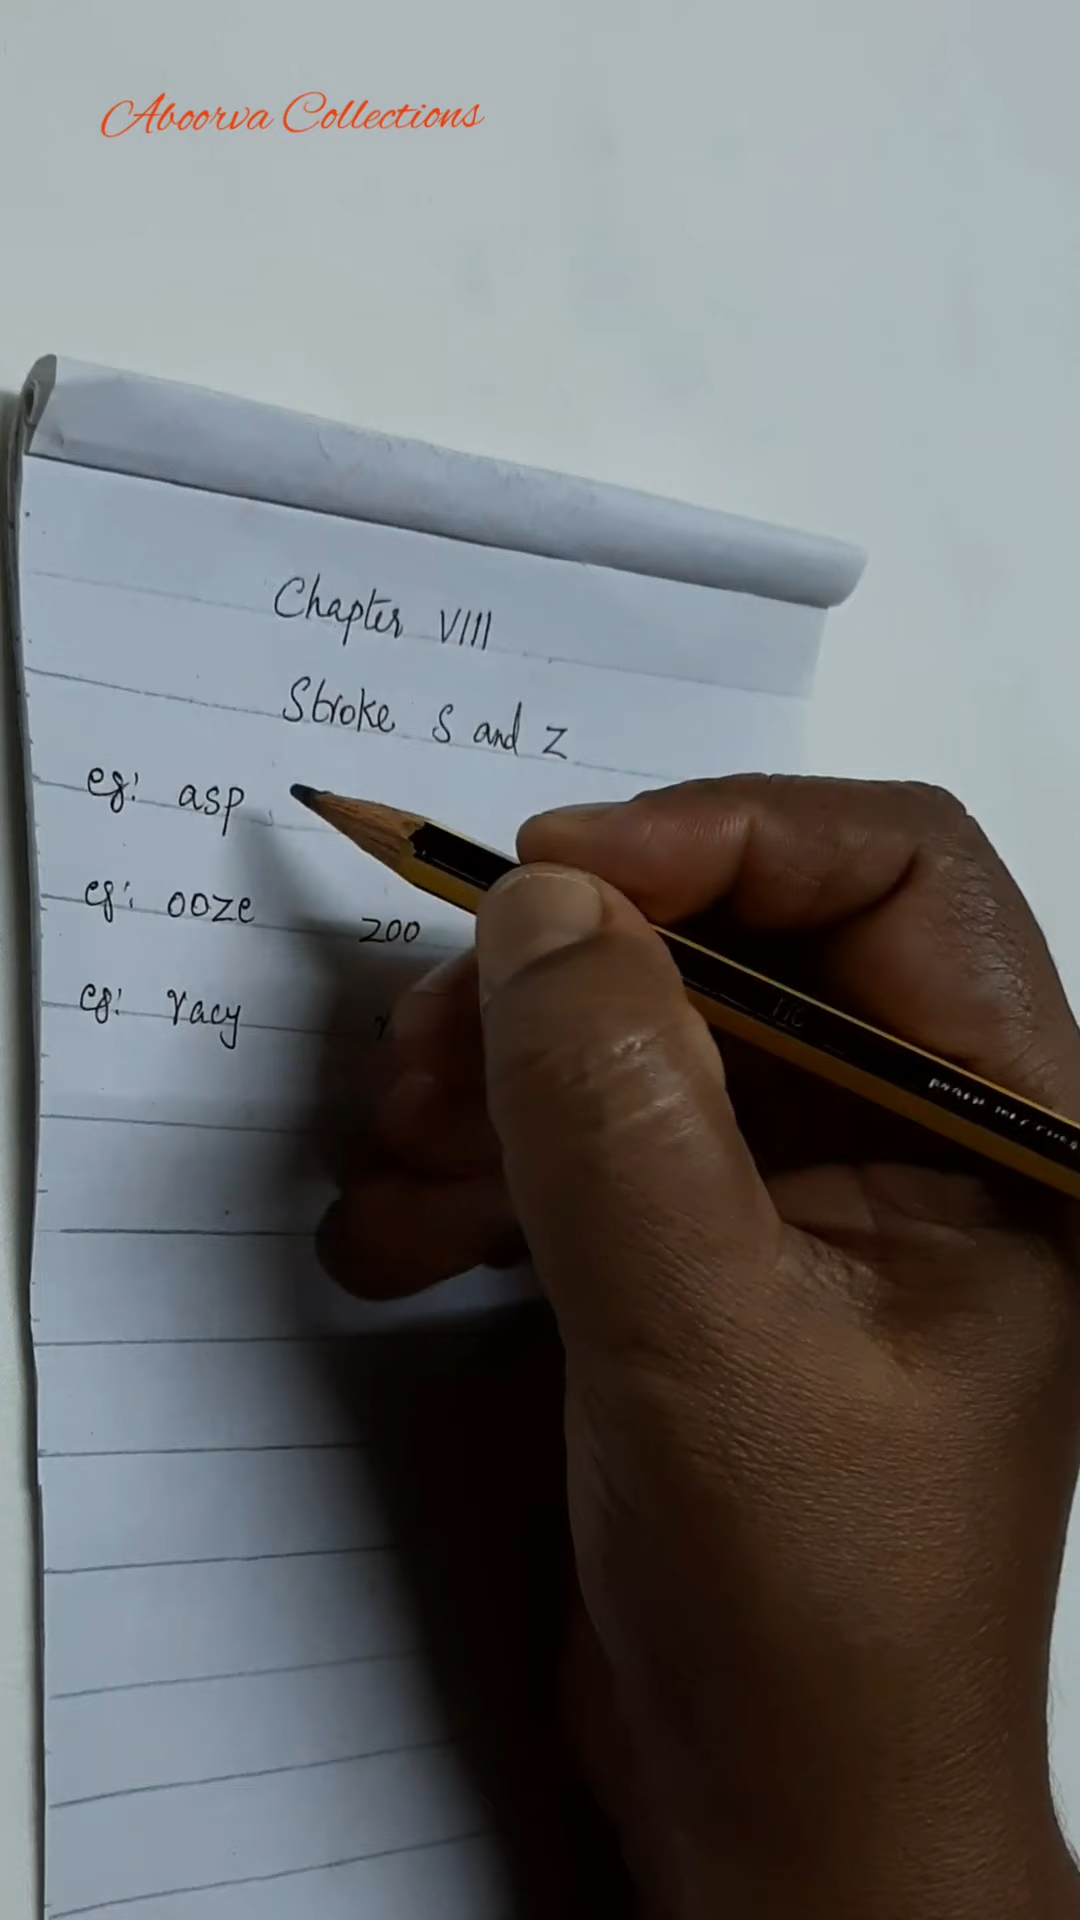 Aboorva Collections
Chapter VIII
Stroke S and Z
eg: asp
eg: ooze zoo
eg: racy